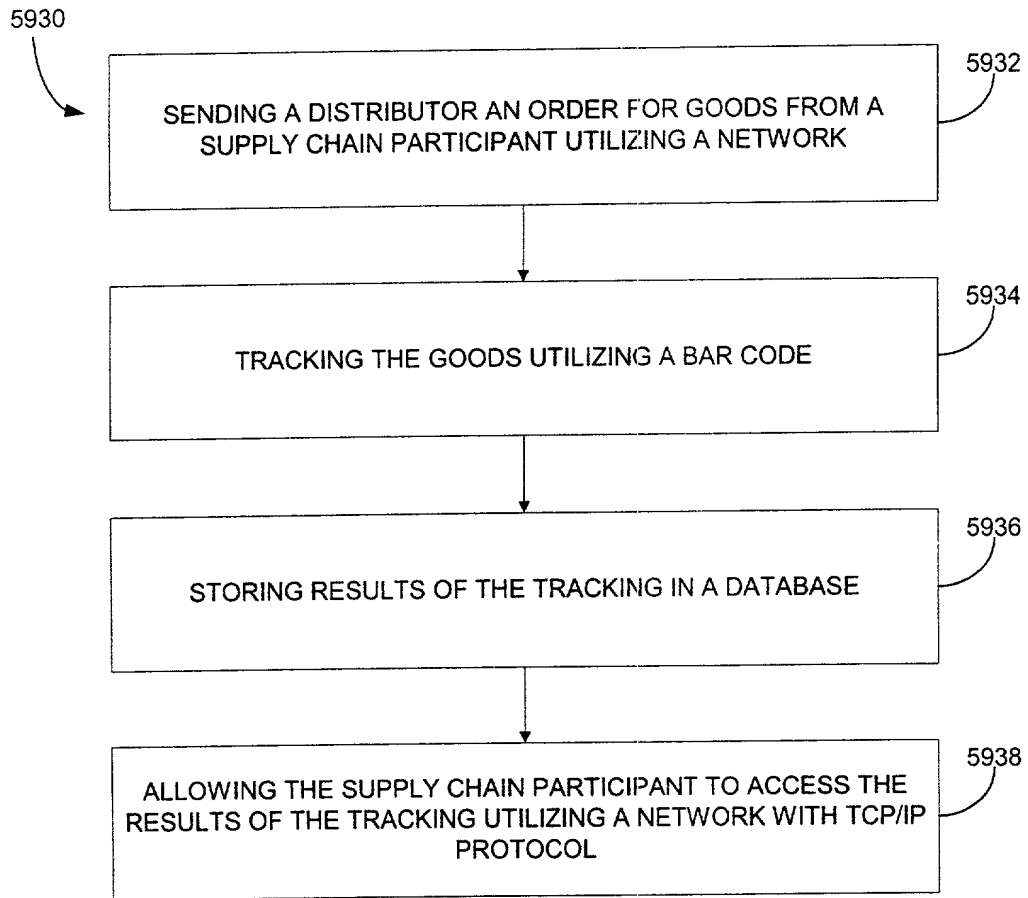 5930
5932
SENDING A DISTRIBUTOR AN ORDER FOR GOODS FROM A
SUPPLY CHAIN PARTICIPANT UTILIZING A NETWORK
5934
TRACKING THE GOODS UTILIZING A BAR CODE
5936
STORING RESULTS OF THE TRACKING IN A DATABASE
5938
ALLOWING THE SUPPLY CHAIN PARTICIPANT TO ACCESS THE
RESULTS OF THE TRACKING UTILIZING A NETWORK WITH TCP/IP
PROTOCOL